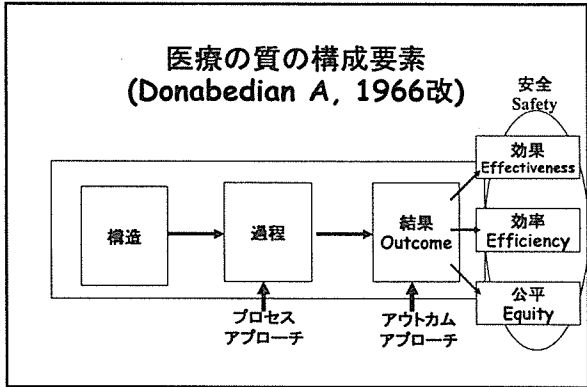 医療の質の構成要素
(Donabedian A, 1966改)
安全
Safety
効果
Effectiveness
構造
過程
結果
Outcome
効率
Efficiency
公平
Equity
プロセス
アプローチ
アウトカム
アプローチ